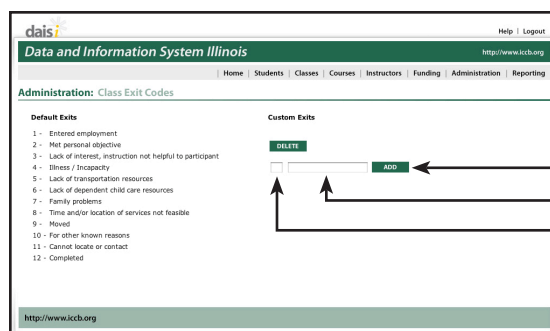 daisi
Help | Logout
Data and Information System Illinois
http://www.iccb.org
| Home | Students | Classes | Courses | Instructors | Funding | Administration | Reporting
Administration: Class Exit Codes
Default Exits
Custom Exits
1 - Entered employment
2 - Met personal objective
3 - Lack of interest, instruction not helpful to participant
4 - Illness / Incapacity
5 - Lack of transportation resources
6 - Lack of dependent child care resources
7 - Family problems
8 - Time and/or location of services not feasible
9 - Moved
10 - For other known reasons
11 - Cannot locate or contact
12 - Completed
DELETE
ADD
http://www.iccb.org